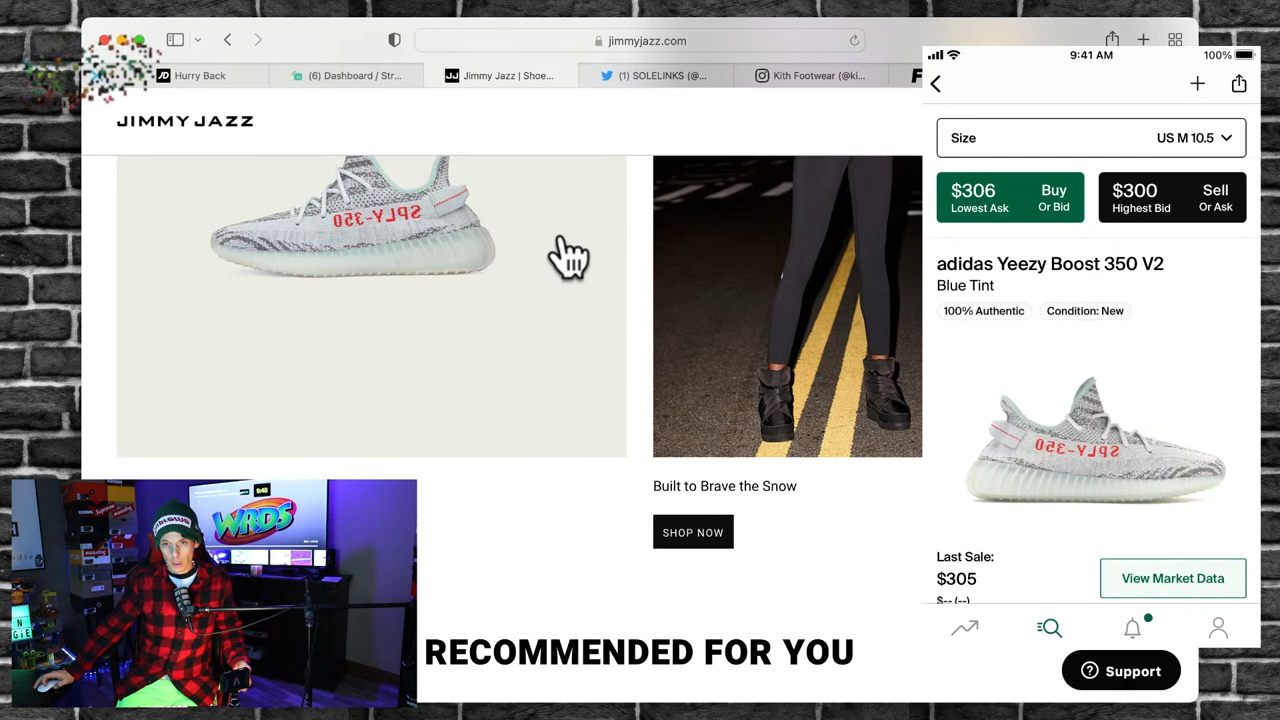 jimmyjazz.com
Hurry Back
(6) Dashboard / Str...
Jimmy Jazz | Shoe...
(1) SOLELINKS (@...
Kith Footwear (@ki...
JIMMY JAZZ
SPLY-350
Built to Brave the Snow
SHOP NOW
RECOMMENDED FOR YOU
9:41 AM
100%
Size
US M 10.5
$306
Lowest Ask
Buy
Or Bid
$300
Highest Bid
Sell
Or Ask
adidas Yeezy Boost 350 V2
Blue Tint
100% Authentic
Condition: New
SPLY-350
Last Sale:
$305
$-- (--)
View Market Data
Support
WRDS
Supreme